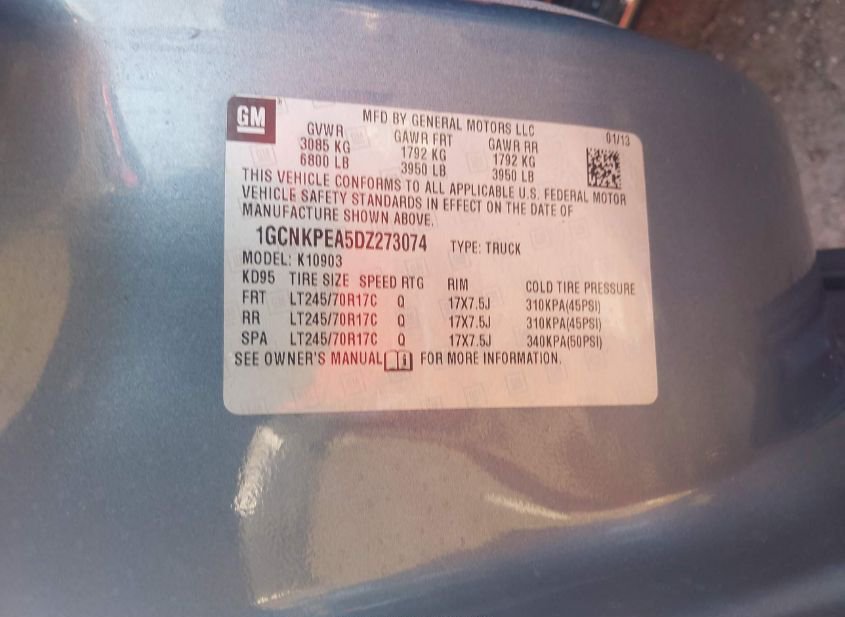 GM
MFD BY GENERAL MOTORS LLC 01/13
GVWR GAWR FRT GAWR RR
3085 KG 1792 KG 1792 KG
6800 LB 3950 LB 3950 LB
THIS VEHICLE CONFORMS TO ALL APPLICABLE U.S. FEDERAL MOTOR
VEHICLE SAFETY STANDARDS IN EFFECT ON THE DATE OF
MANUFACTURE SHOWN ABOVE.
1GCNKPEA5DZ273074 TYPE: TRUCK
MODEL: K10903
KD95 TIRE SIZE SPEED RTG RIM COLD TIRE PRESSURE
FRT LT245/70R17C Q 17X7.5J 310KPA(45PSI)
RR LT245/70R17C Q 17X7.5J 310KPA(45PSI)
SPA LT245/70R17C Q 17X7.5J 340KPA(50PSI)
SEE OWNER'S MANUAL FOR MORE INFORMATION.